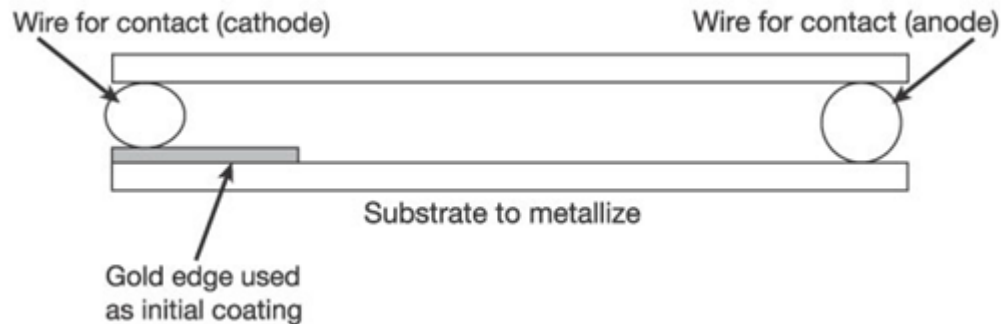 Wire for contact (cathode)
Wire for contact (anode)
Substrate to metallize
Gold edge used
as initial coating